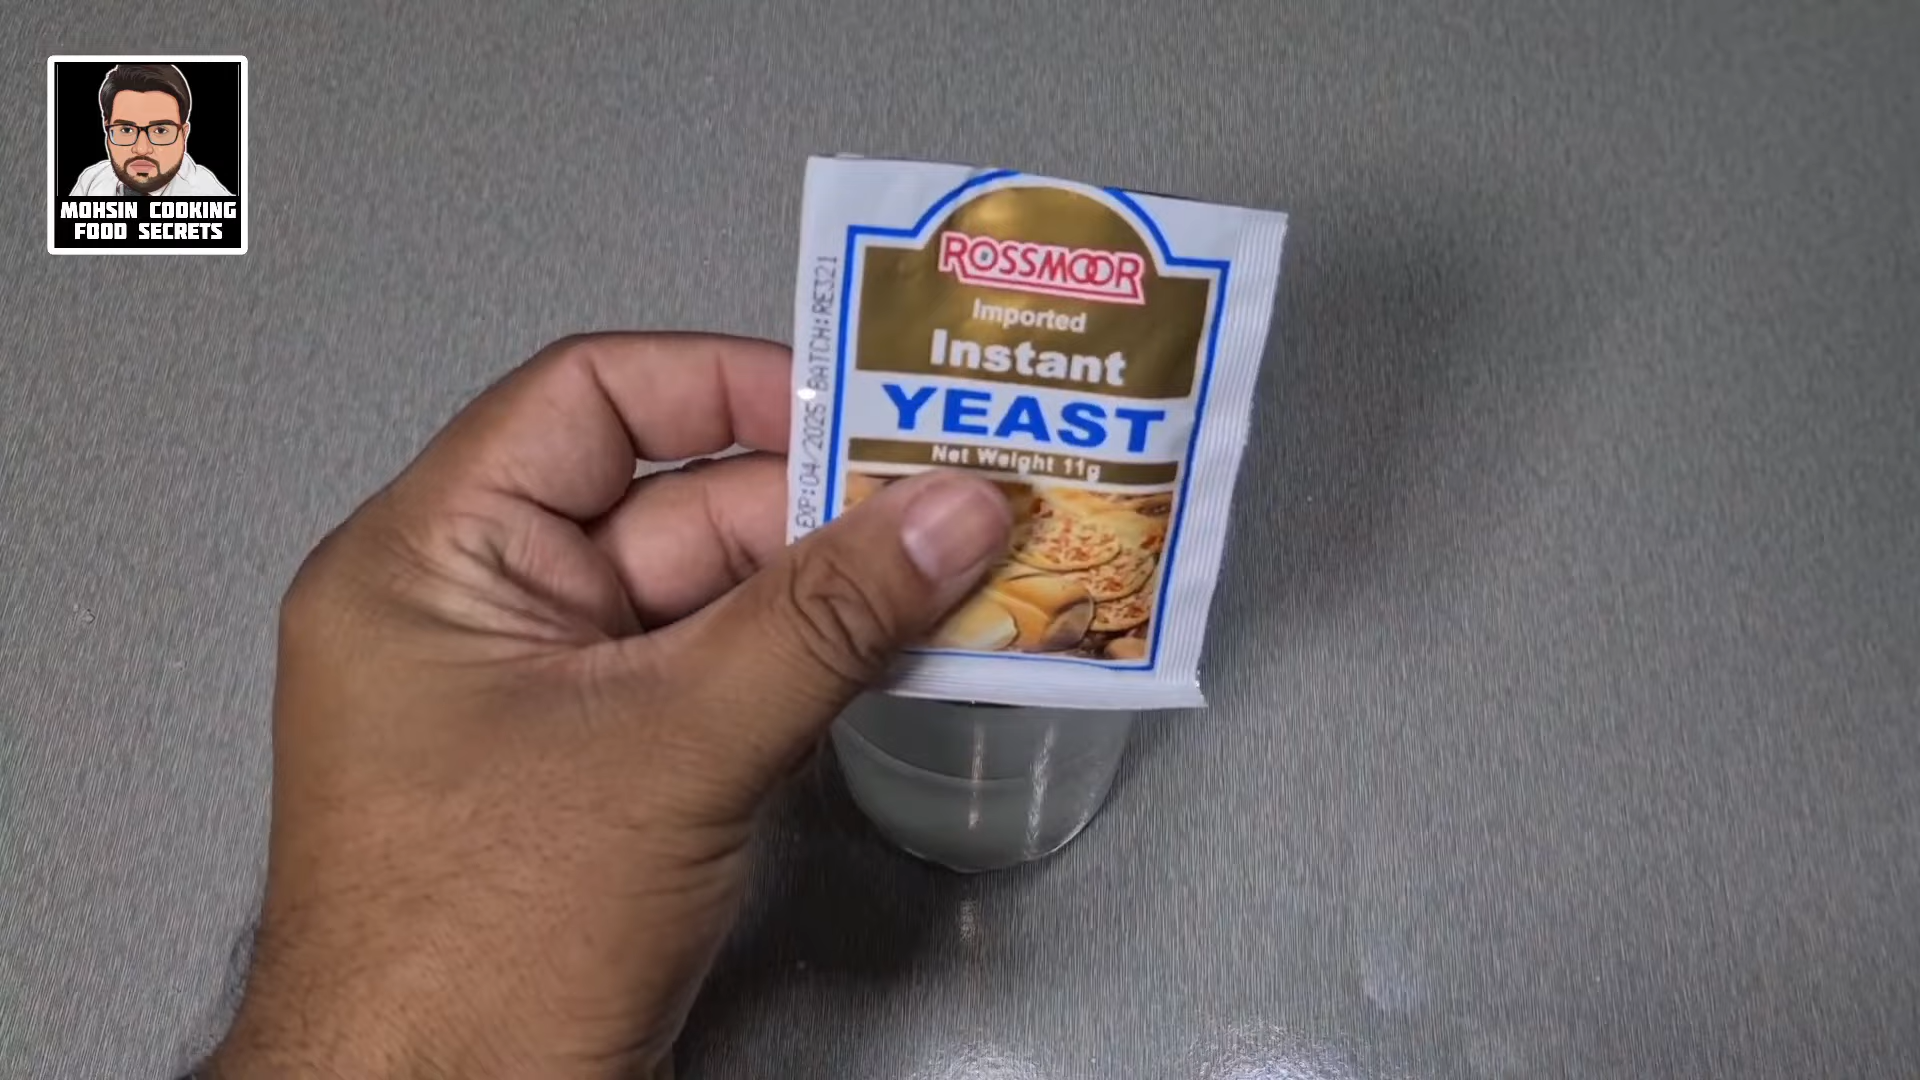 MOHSIN COOKING
FOOD SECRETS
ROSSMOOR
Imported
Instant
YEAST
Net Weight 11g
EXP:04/2025 BATCH:RE321